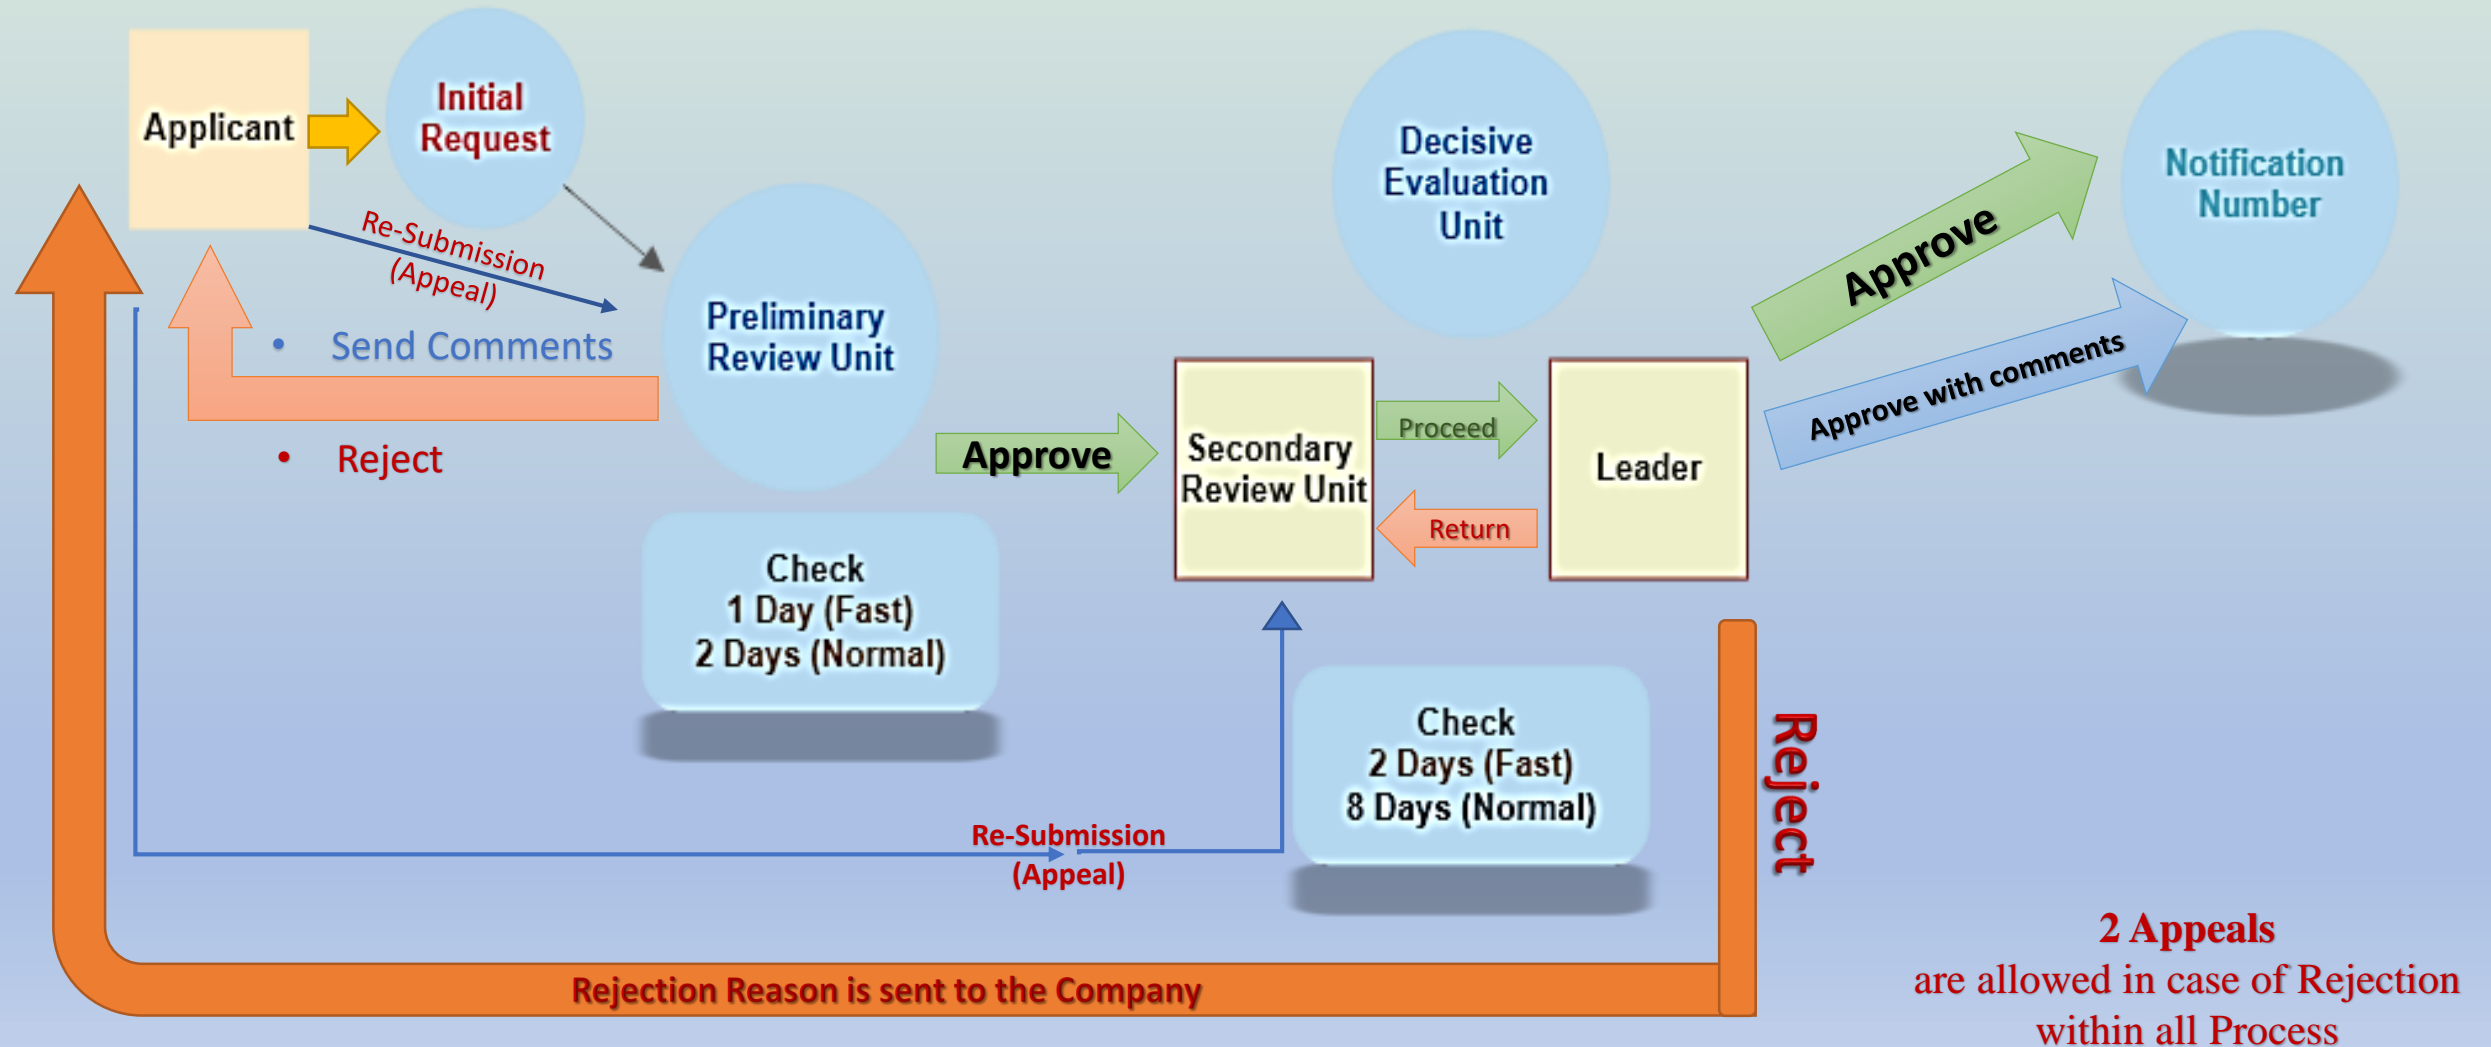 Applicant
Initial
Request
Re-Submission
(Appeal)
• Send Comments
• Reject
Preliminary
Review Unit
Check
1 Day (Fast)
2 Days (Normal)
Approve
Decisive
Evaluation
Unit
Secondary
Review Unit
Proceed
Return
Leader
Check
2 Days (Fast)
8 Days (Normal)
Approve
Approve with comments
Notification
Number
Reject
Re-Submission
(Appeal)
Rejection Reason is sent to the Company
2 Appeals
are allowed in case of Rejection
within all Process